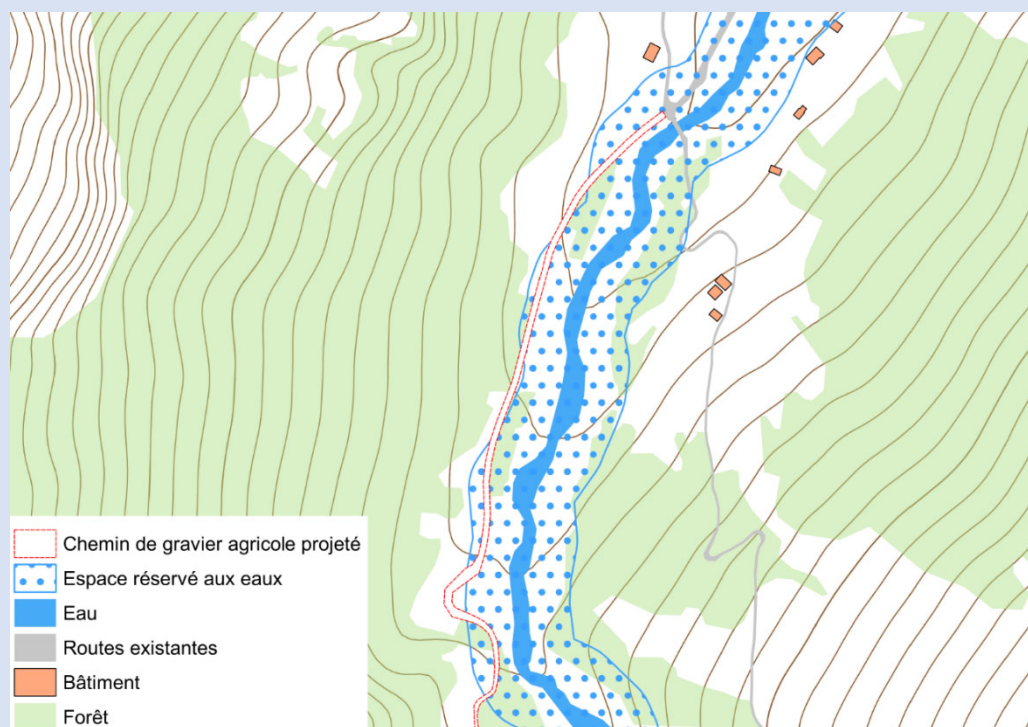 Chemin de gravier agricole projeté
Espace réservé aux eaux
Eau
Routes existantes
Bâtiment
Forêt